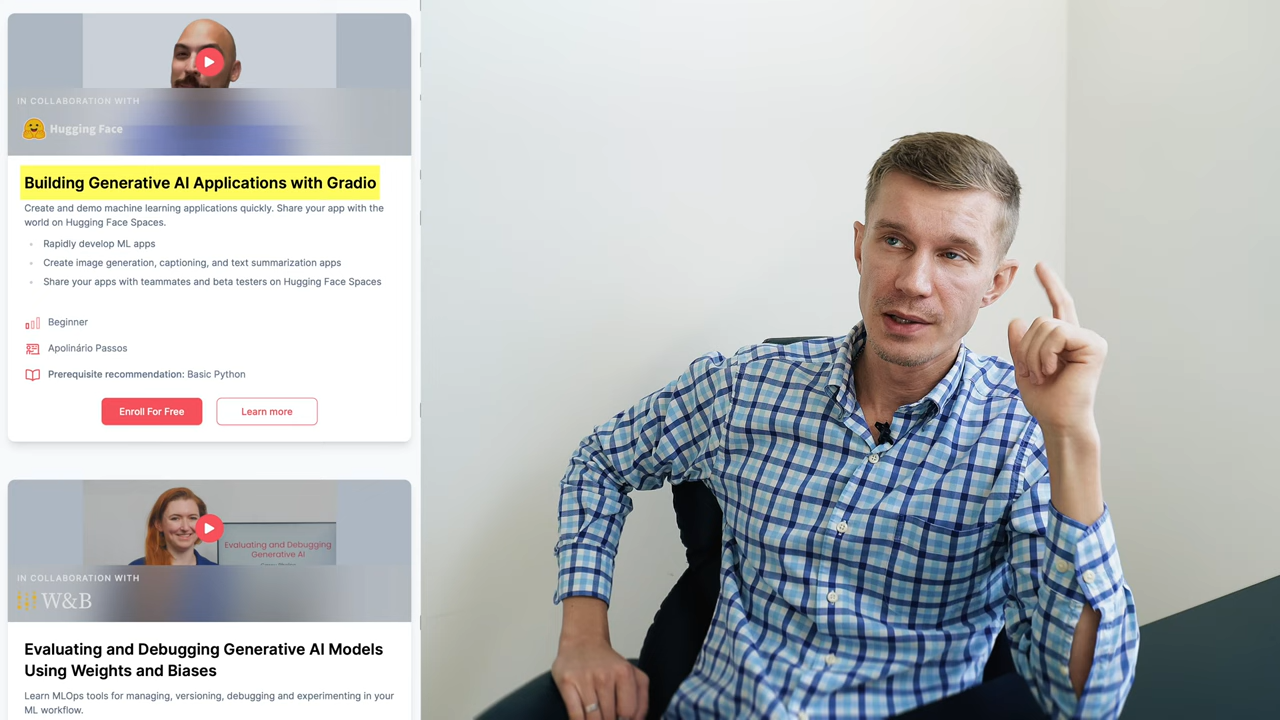 IN COLLABORATION WITH
Hugging Face
Building Generative AI Applications with Gradio
Create and demo machine learning applications quickly. Share your app with the
world on Hugging Face Spaces.
Rapidly develop ML apps
Create image generation, captioning, and text summarization apps
Share your apps with teammates and beta testers on Hugging Face Spaces
Beginner
Apolinário Passos
Prerequisite recommendation: Basic Python
Enroll For Free
Learn more
Evaluating and Debugging
Generative AI
IN COLLABORATION WITH
W&B
Evaluating and Debugging Generative AI Models
Using Weights and Biases
Learn MLOps tools for managing, versioning, debugging and experimenting in your
ML workflow.